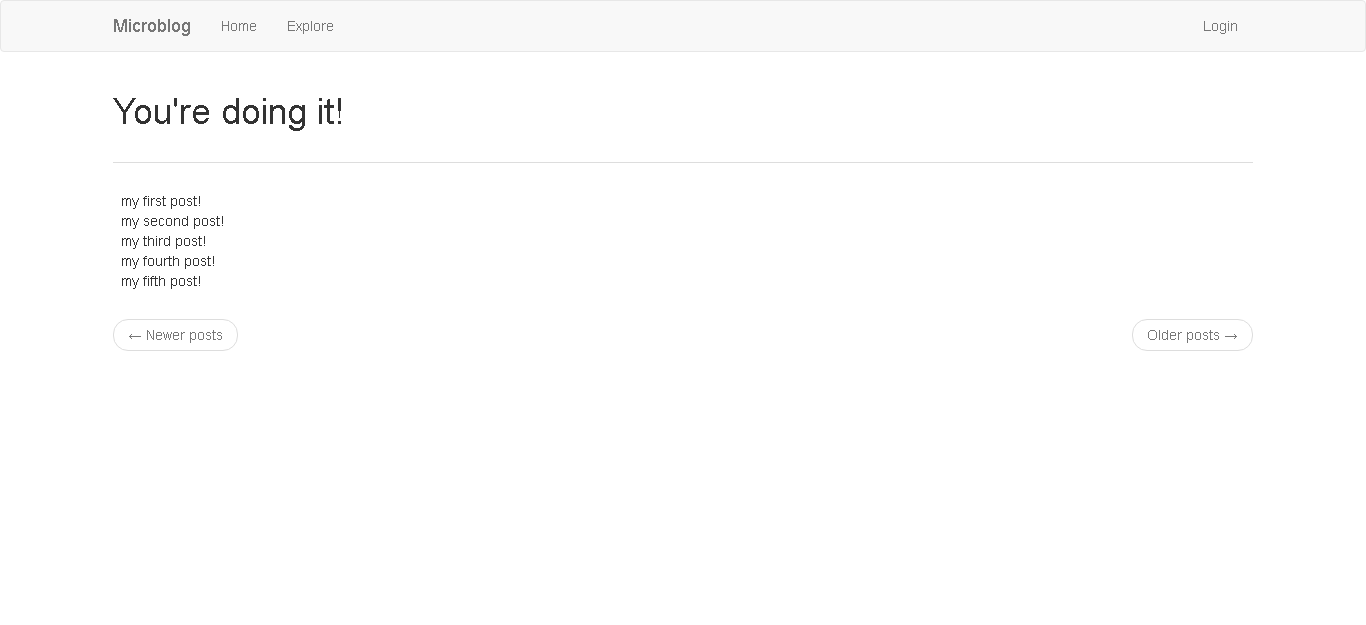 Microblog Home Explore Login
You're doing it!
my first post!
my second post!
my third post!
my fourth post!
my fifth post!
← Newer posts Older posts →